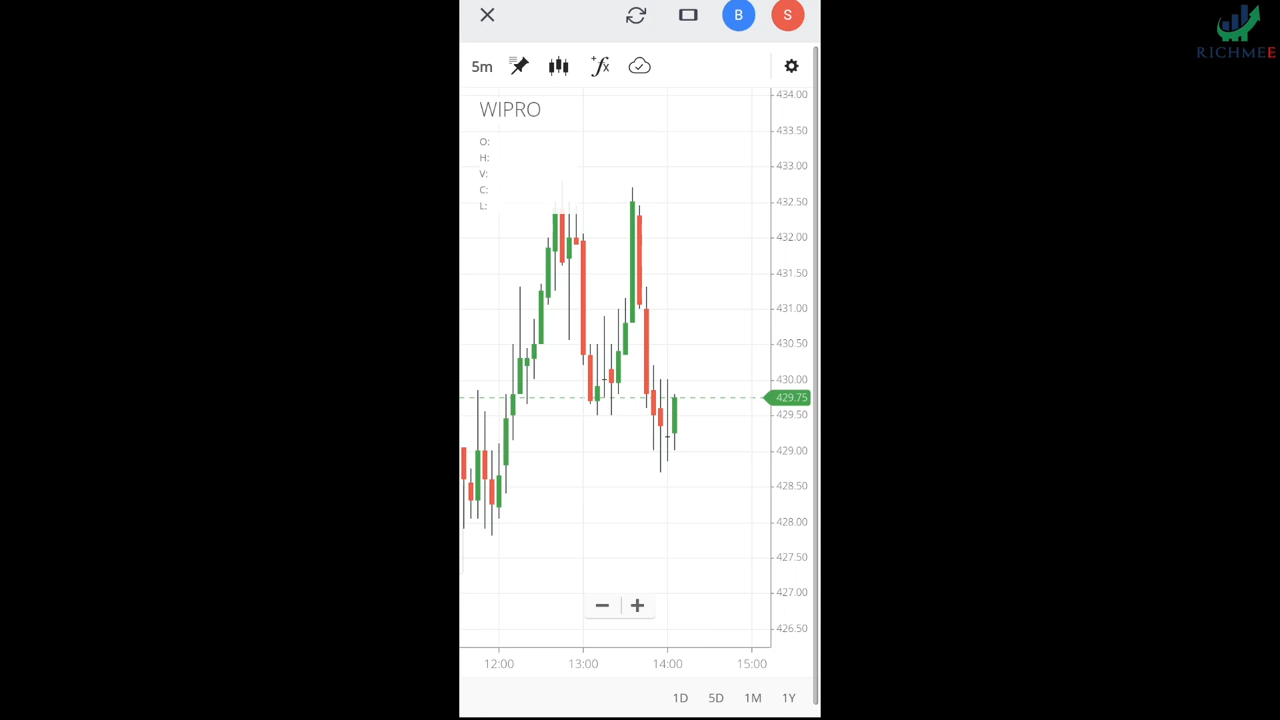 B S
RICHMEE
5m fx
WIPRO
O:
H:
V:
C:
L:
434.00
433.50
433.00
432.50
432.00
431.50
431.00
430.50
430.00
429.75
429.50
429.00
428.50
428.00
427.50
427.00
426.50
12:00 13:00 14:00 15:00
1D 5D 1M 1Y